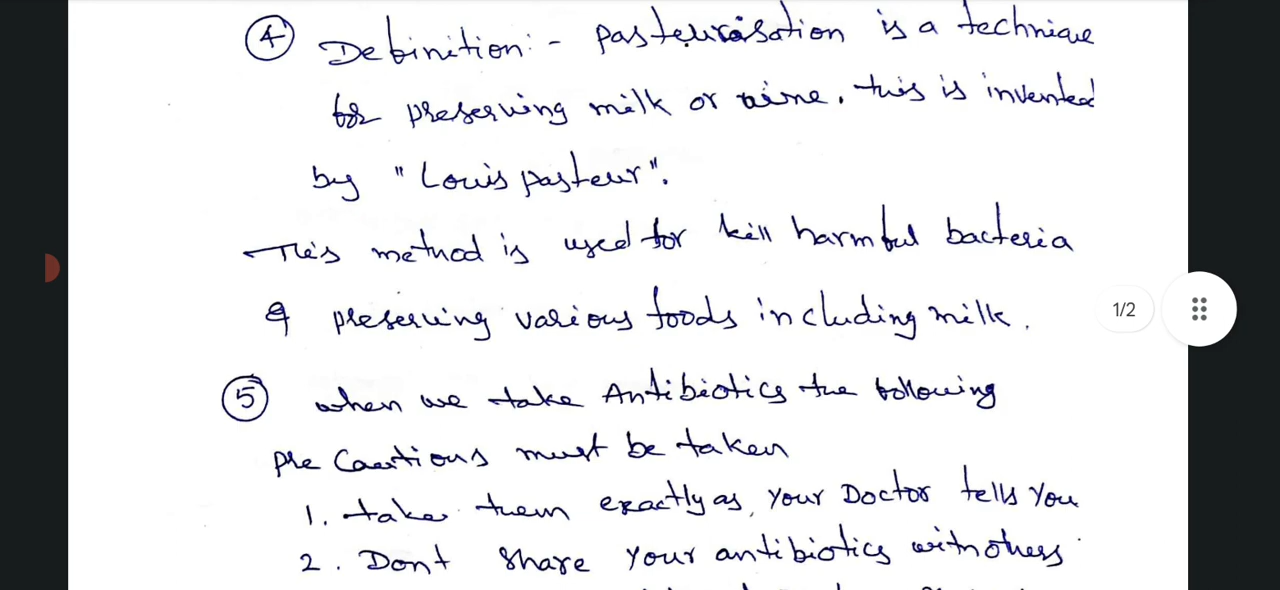 ④ Definition:- pasteurisation is a technique
for preserving milk or wine. this is invented
by "Louis pasteur".
This method is used for kill harmful bacteria
& preserving various foods including milk.
1/2
⑤ when we take Antibiotics the following
pre Cautions must be taken
1. take them exactly as, your Doctor tells you
2. Dont share your antibiotics with others